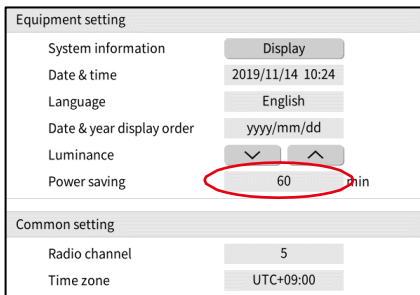 Equipment setting
System information Display
Date & time 2019/11/14 10:24
Language English
Date & year display order yyyy/mm/dd
Luminance
Power saving 60 min
Common setting
Radio channel 5
Time zone UTC+09:00